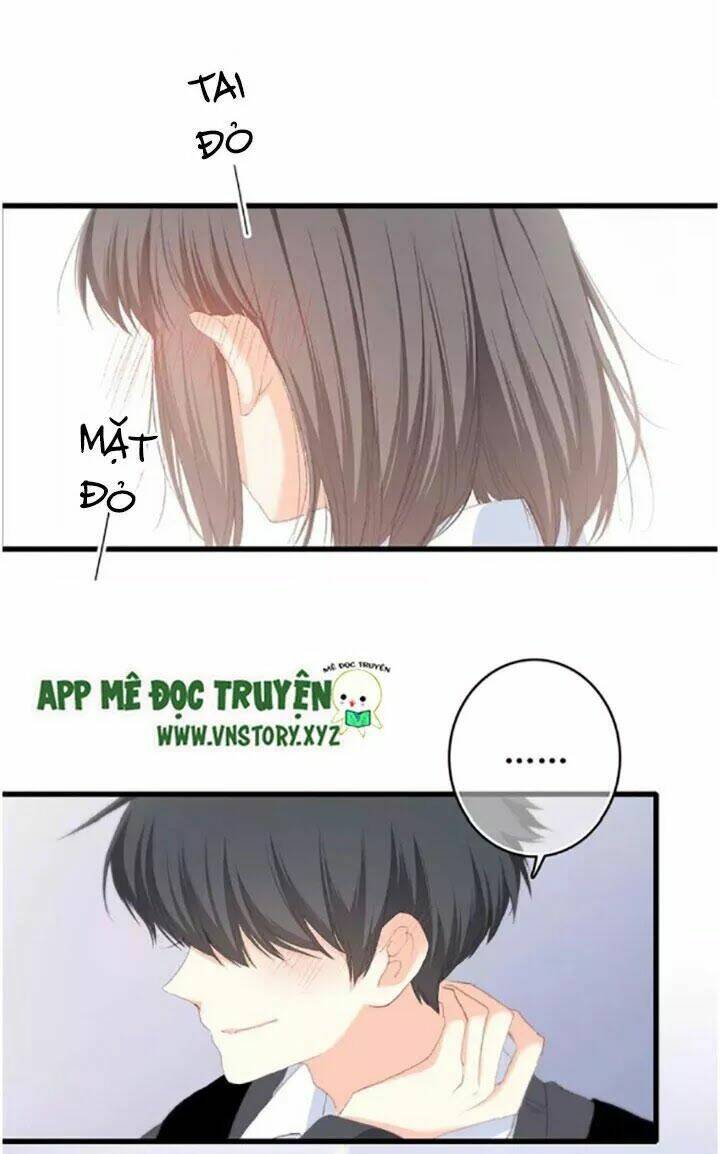 TAI
ĐỎ
MẶT
ĐỎ
MÊ ĐỌC TRUYỆN
APP MÊ ĐỌC TRUYỆN
WWW.VNSTORY.XYZ
......